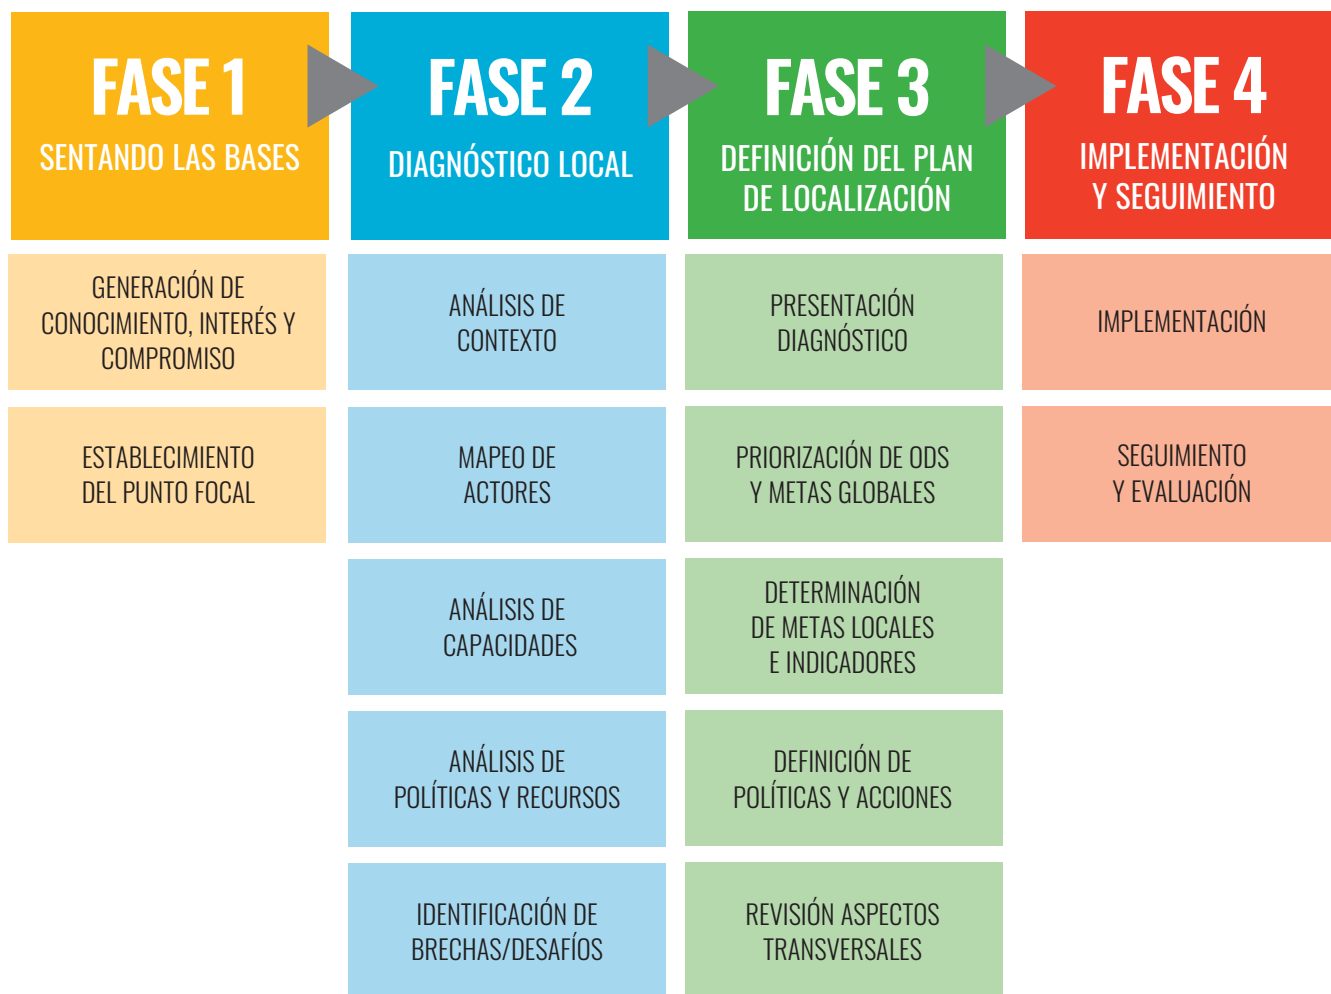 FASE 1
SENTANDO LAS BASES
GENERACIÓN DE
CONOCIMIENTO, INTERÉS Y
COMPROMISO
ESTABLECIMIENTO
DEL PUNTO FOCAL
FASE 2
DIAGNÓSTICO LOCAL
ANÁLISIS DE
CONTEXTO
MAPEO DE
ACTORES
ANÁLISIS DE
CAPACIDADES
ANÁLISIS DE
POLÍTICAS Y RECURSOS
IDENTIFICACIÓN DE
BRECHAS/DESAFÍOS
FASE 3
DEFINICIÓN DEL PLAN
DE LOCALIZACIÓN
PRESENTACIÓN
DIAGNÓSTICO
PRIORIZACIÓN DE ODS
Y METAS GLOBALES
DETERMINACIÓN
DE METAS LOCALES
E INDICADORES
DEFINICIÓN DE
POLÍTICAS Y ACCIONES
REVISIÓN ASPECTOS
TRANSVERSALES
FASE 4
IMPLEMENTACIÓN
Y SEGUIMIENTO
IMPLEMENTACIÓN
SEGUIMIENTO
Y EVALUACIÓN